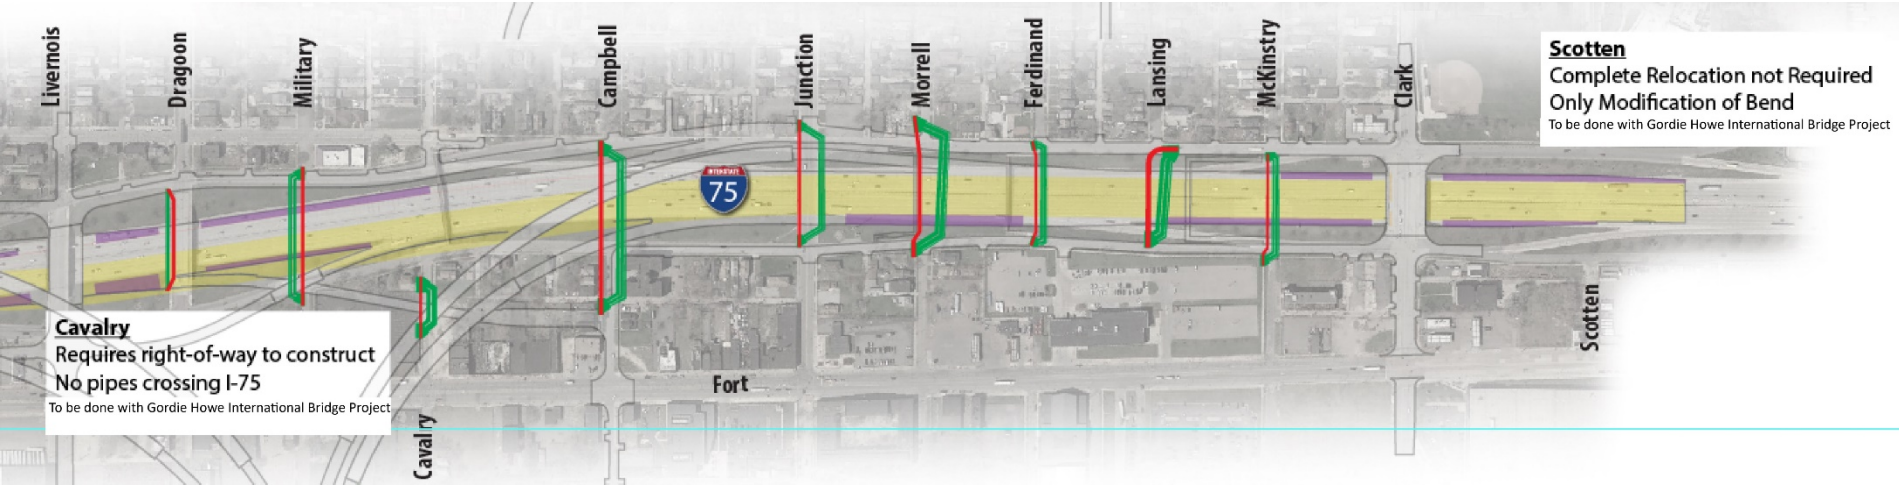 Livernois
Dragoon
Military
Campbell
Junction
Morrell
Ferdinand
Lansing
McKinstry
Clark
Scotten
Complete Relocation not Required
Only Modification of Bend
To be done with Gordie Howe International Bridge Project
INTERSTATE
75
Cavalry
Requires right-of-way to construct
No pipes crossing I-75
To be done with Gordie Howe International Bridge Project
Fort
Cavalry
Scotten